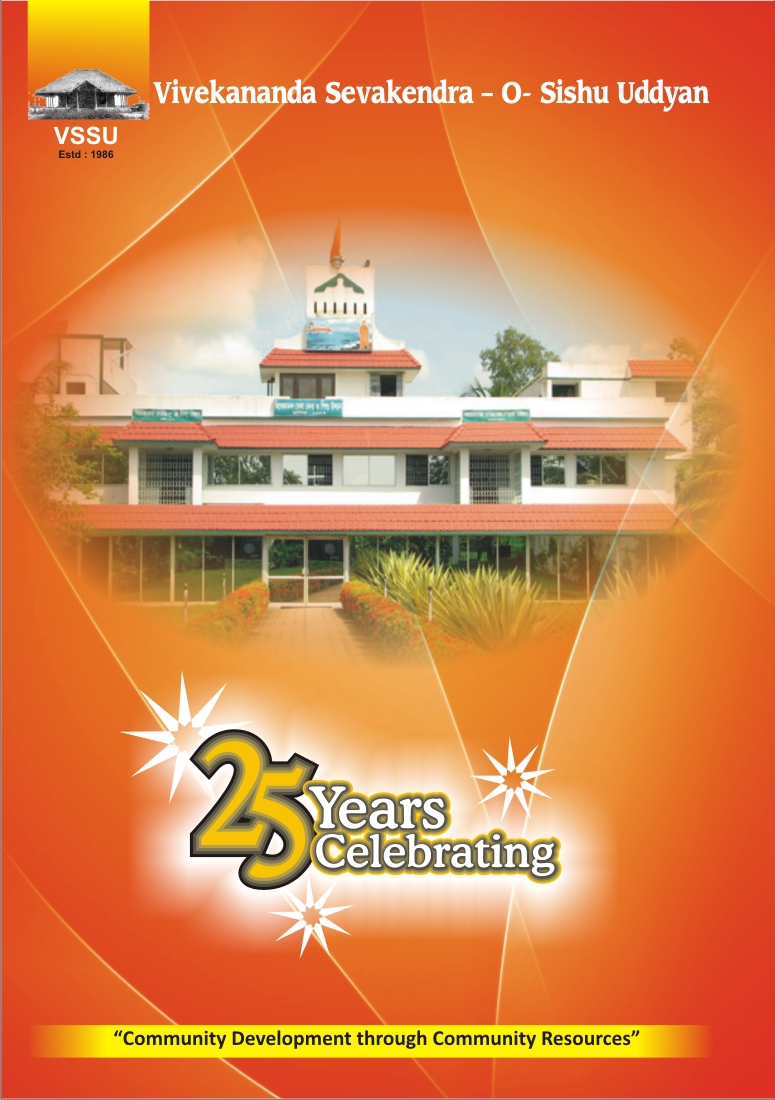 Vivekananda Sevakendra – O- Sishu Uddyan
VSSU
Estd : 1986
25 Years
Celebrating
“Community Development through Community Resources”